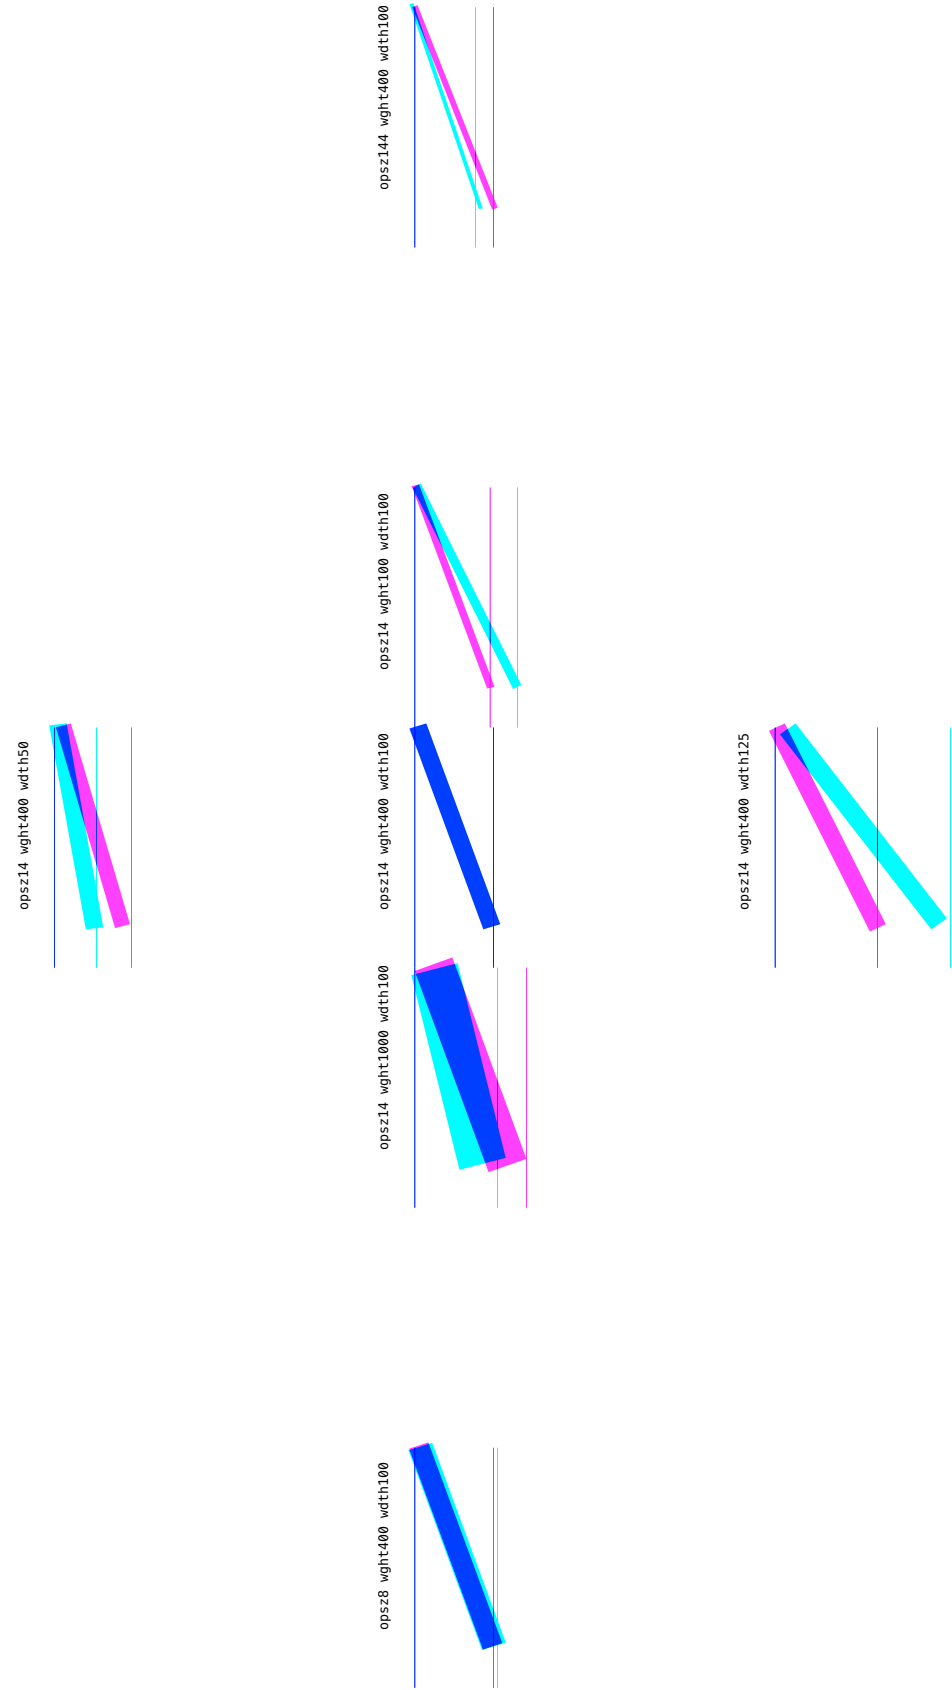 opsz144 wght400 wdth100
opsz14 wght100 wdth100
opsz14 wght400 wdth50
opsz14 wght400 wdth100
opsz14 wght400 wdth125
opsz14 wght1000 wdth100
opsz8 wght400 wdth100